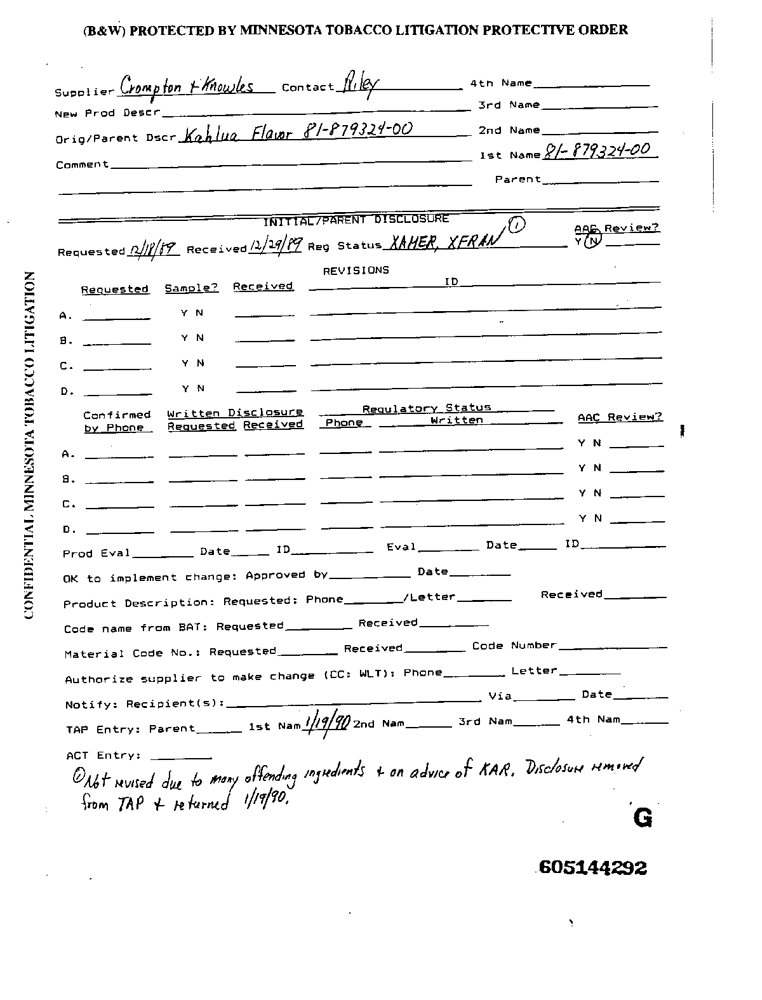 (B&W) PROTECTED BY MINNESOTA TOBACCO LITIGATION PROTECTIVE ORDER
Supplier Crompton + Knowles Contact Riley 4th Name
New Prod Descr 3rd Name
Orig/Parent Dscr Kahlua Flavor 81-879324-00 2nd Name
Comment 1st Name 81-879324-00
Parent
INITIAL/PARENT DISCLOSURE
Requested 12/18/89 Received 12/29/89 Reg Status XAHER, XFRAN ① AAC Review?
Y N
REVISIONS
Requested Sample? Received ID
A. Y N
B. Y N
C. Y N
D. Y N
Confirmed Written Disclosure Regulatory Status
by Phone Requested Received Phone Written AAC Review?
A. Y N
B. Y N
C. Y N
D. Y N
Prod Eval Date ID Eval Date ID
OK to implement change: Approved by Date
Product Description: Requested: Phone /Letter Received
Code name from BAT: Requested Received
Material Code No.: Requested Received Code Number
Authorize supplier to make change (CC: WLT): Phone Letter
Notify: Recipient(s): Via Date
TAP Entry: Parent 1st Nam 1/19/90 2nd Nam 3rd Nam 4th Nam
ACT Entry:
① Not revised due to many offending ingredients + on advice of KAR. Disclosure removed
from TAP + returned 1/19/90.
G
605144292
CONFIDENTIAL MINNESOTA TOBACCO LITIGATION